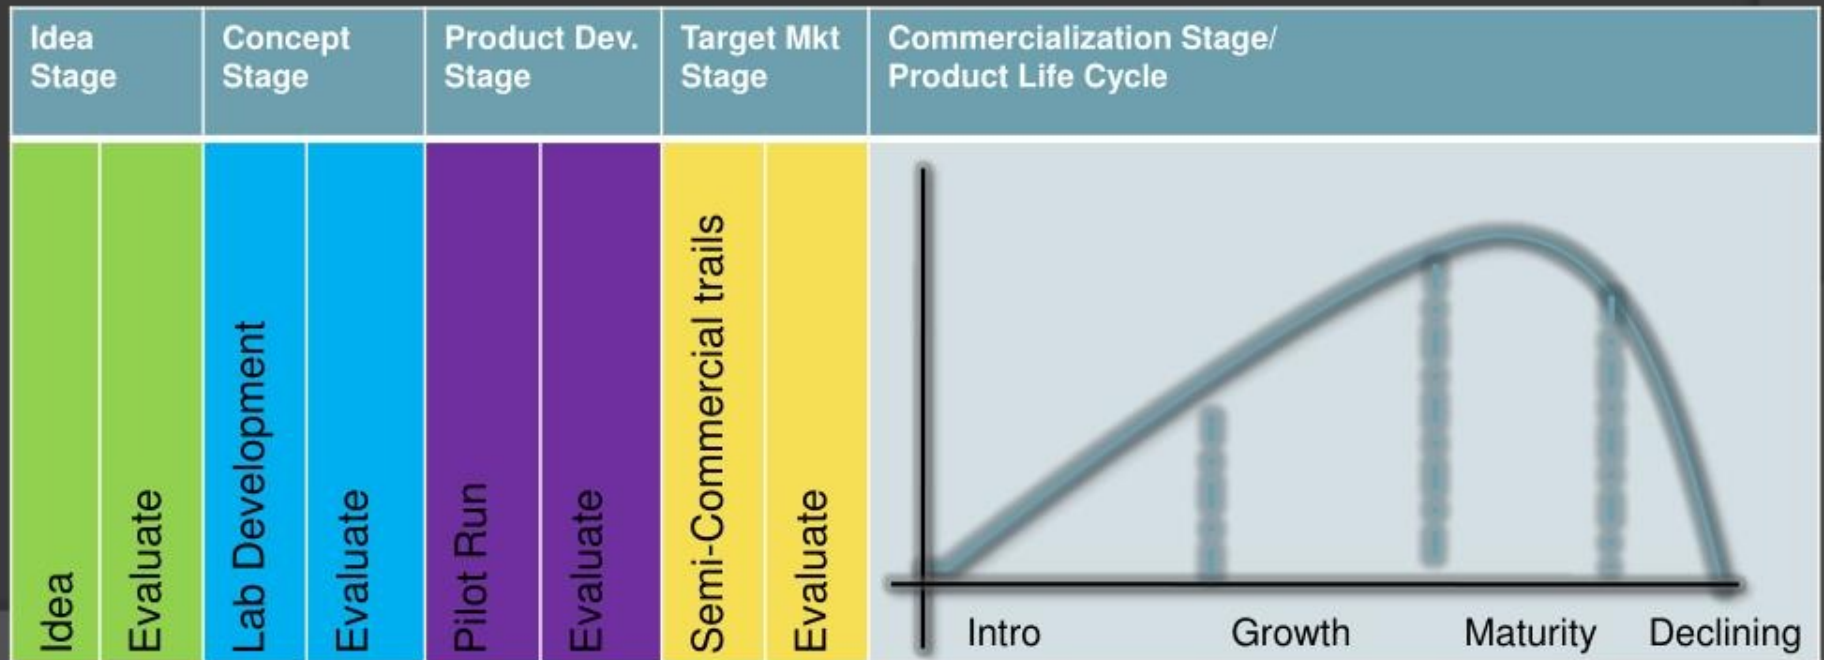 Idea
Stage
Concept
Stage
Product Dev.
Stage
Target Mkt
Stage
Commercialization Stage/
Product Life Cycle
Idea
Evaluate
Lab Development
Evaluate
Pilot Run
Evaluate
Semi-Commercial trails
Evaluate
Intro
Growth
Maturity
Declining